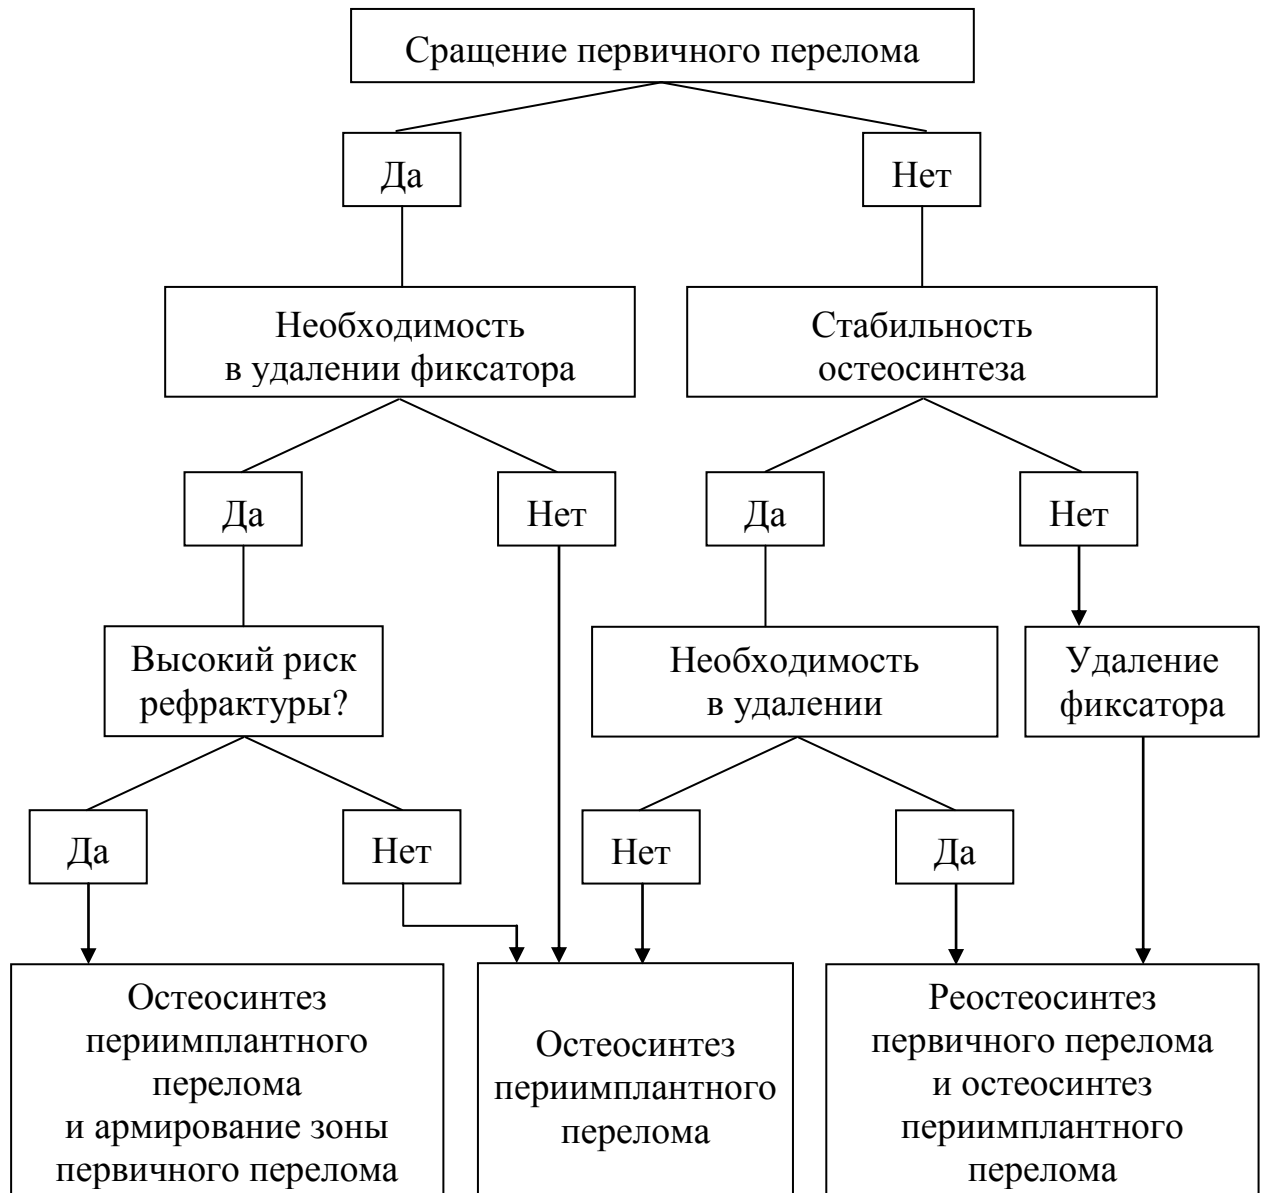 Сращение первичного перелома
Да
Нет
Необходимость
в удалении фиксатора
Стабильность
остеосинтеза
Да
Нет
Да
Нет
Высокий риск
рефрактуры?
Необходимость
в удалении
Удаление
фиксатора
Да
Нет
Нет
Да
Остеосинтез
периимплантного
перелома
и армирование зоны
первичного перелома
Остеосинтез
периимплантного
перелома
Реостеосинтез
первичного перелома
и остеосинтез
периимплантного
перелома